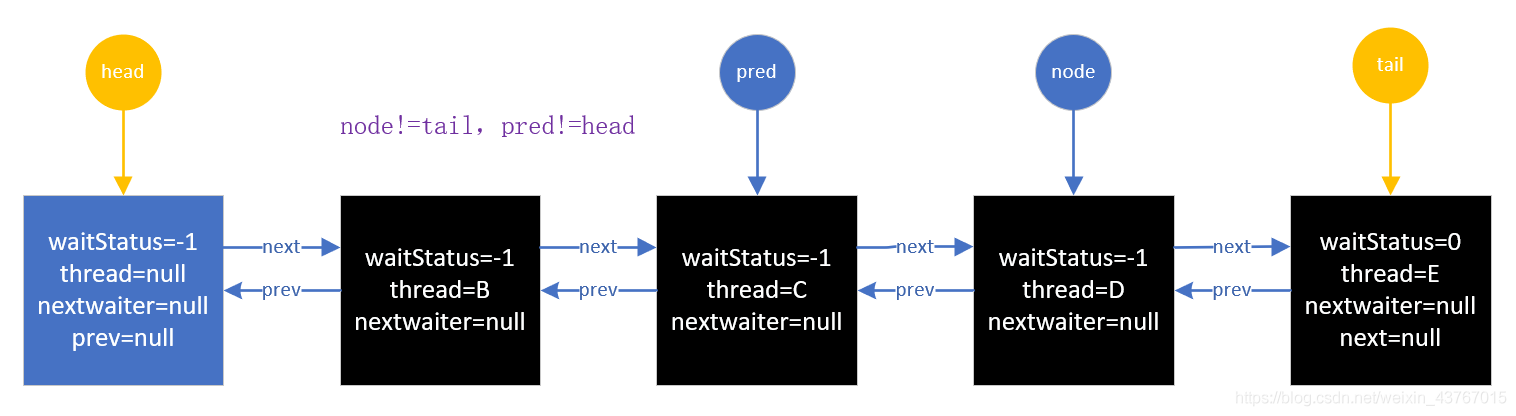 head
pred
node
tail
node!=tail, pred!=head
waitStatus=-1
thread=null
nextwaiter=null
prev=null
next
prev
waitStatus=-1
thread=B
nextwaiter=null
next
prev
waitStatus=-1
thread=C
nextwaiter=null
next
prev
waitStatus=-1
thread=D
nextwaiter=null
next
prev
waitStatus=0
thread=E
nextwaiter=null
next=null
https://blog.csdn.net/weixin_43767015